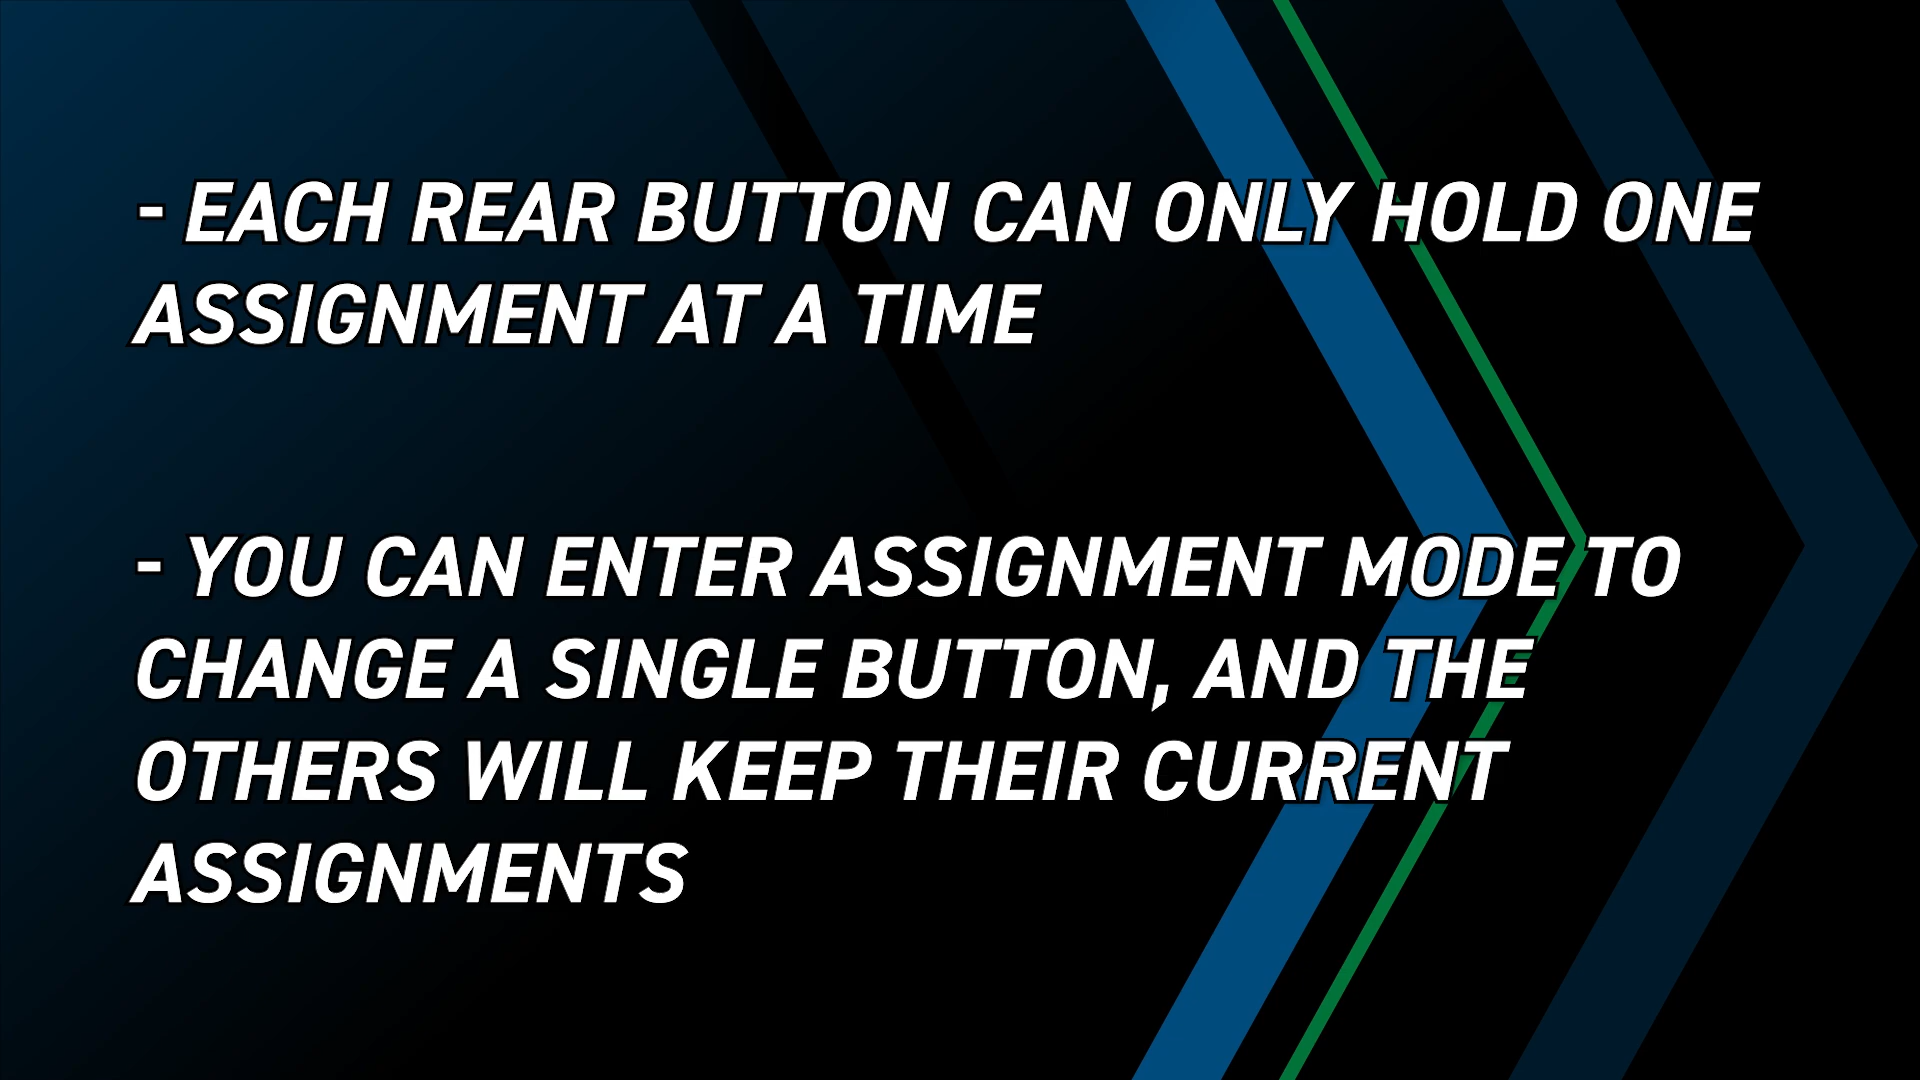 - EACH REAR BUTTON CAN ONLY HOLD ONE
ASSIGNMENT AT A TIME
- YOU CAN ENTER ASSIGNMENT MODE TO
CHANGE A SINGLE BUTTON, AND THE
OTHERS WILL KEEP THEIR CURRENT
ASSIGNMENTS